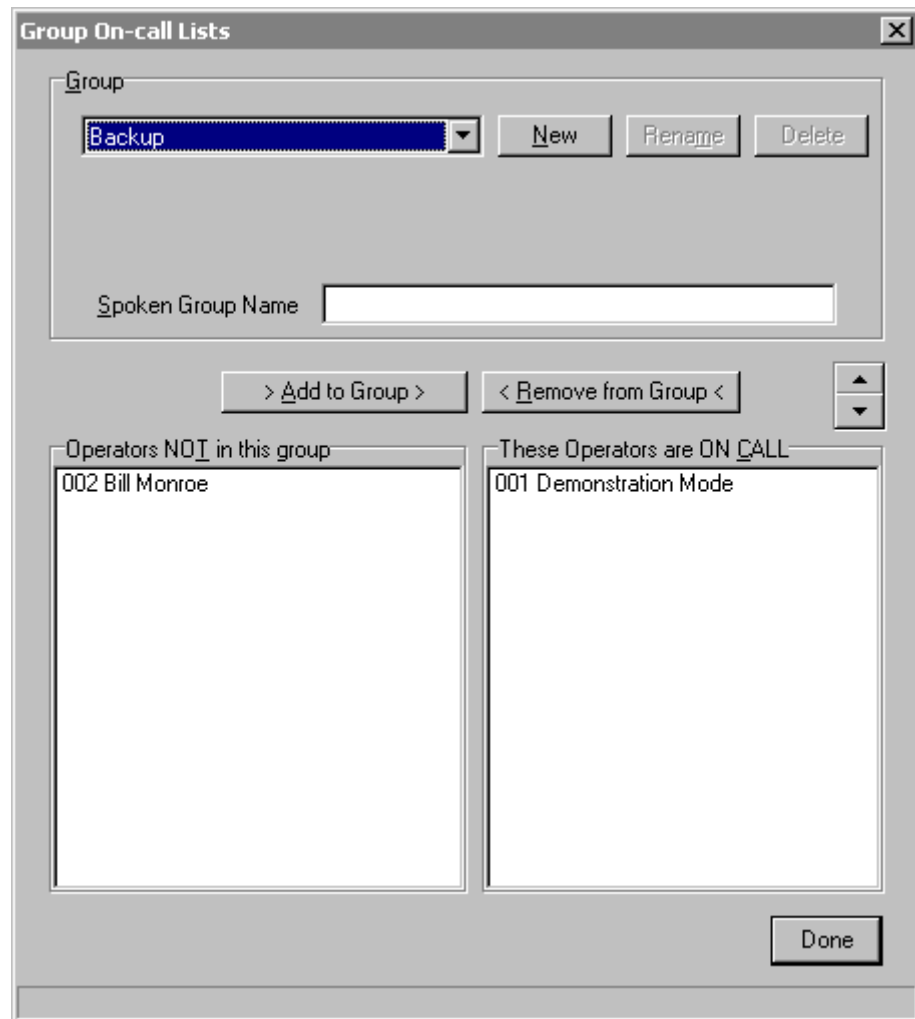 Group On-call Lists
Group
Backup New Rename Delete
Spoken Group Name
> Add to Group > < Remove from Group <
Operators NOT in this group These Operators are ON CALL
002 Bill Monroe 001 Demonstration Mode
Done